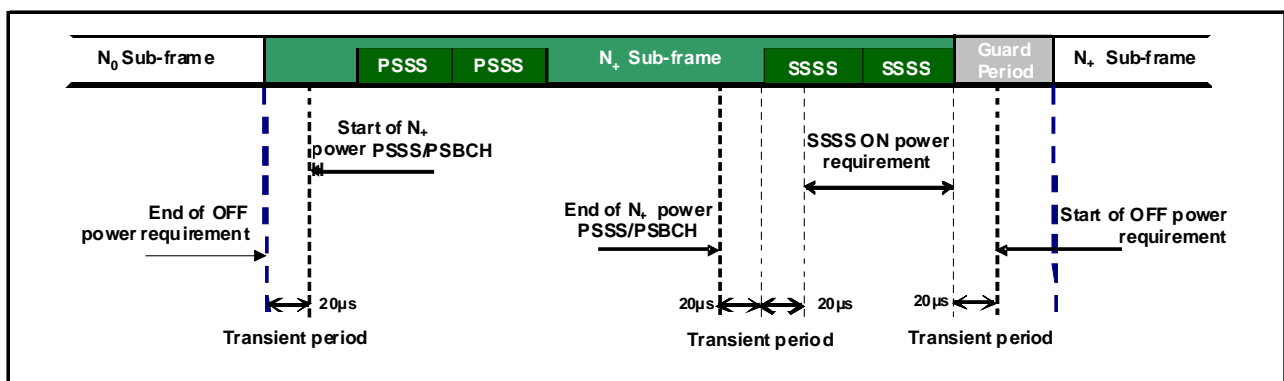 N₀ Sub-frame
PSSS
PSSS
N₊ Sub-frame
SSSS
SSSS
Guard
Period
N₊ Sub-frame
Start of N₊
power PSSS/PSBCH
SSSS ON power
requirement
End of OFF
power requirement
End of N₊ power
PSSS/PSBCH
Start of OFF power
requirement
20µs
20µs
20µs
20µs
Transient period
Transient period
Transient period